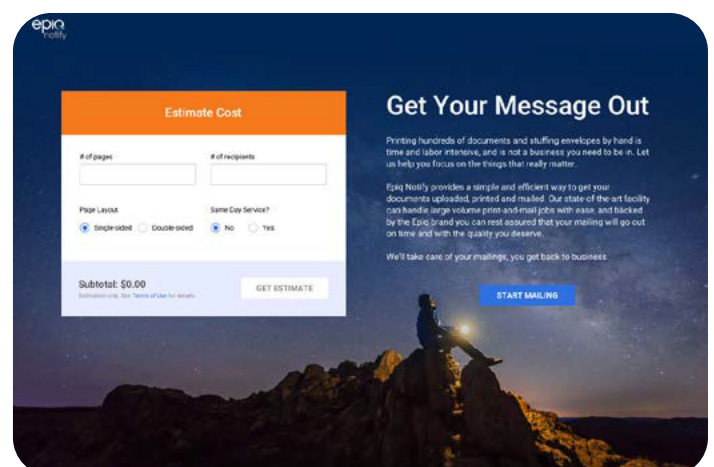 epiq
notify
Estimate Cost
# of pages
# of recipients
Page Layout
Same Day Service?
Single-sided
Double-sided
No
Yes
Subtotal: $0.00
Estimation only. See Terms of Use for details.
GET ESTIMATE
Get Your Message Out
Printing hundreds of documents and stuffing envelopes by hand is
time and labor intensive, and is not a business you need to be in. Let
us help you focus on the things that really matter.
Epiq Notify provides a simple and efficient way to get your
documents uploaded, printed and mailed. Our state-of-the-art facility
can handle large volume print-and-mail jobs with ease, and backed
by the Epiq brand you can rest assured that your mailing will go out
on time and with the quality you deserve.
We'll take care of your mailings, you get back to business.
START MAILING